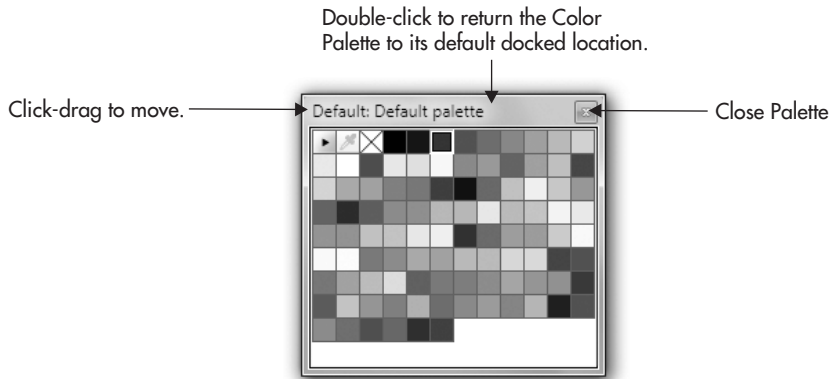 Double-click to return the Color
Palette to its default docked location.
Click-drag to move.
Default: Default palette
Close Palette